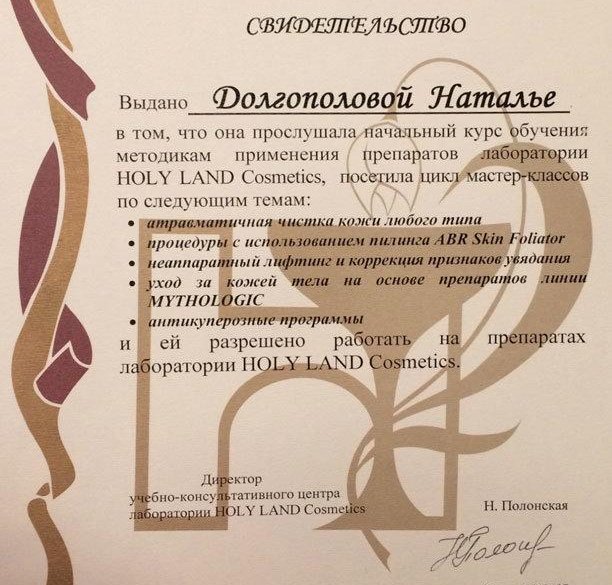 СВИДЕТЕЛЬСТВО
Выдано Долгополовой Наталье
в том, что она прослушала начальный курс обучения
методикам применения препаратов лаборатории
HOLY LAND Cosmetics, посетила цикл мастер-классов
по следующим темам:
• атравматичная чистка кожи любого типа
• процедуры с использованием пилинга ABR Skin Foliator
• неаппаратный лифтинг и коррекция признаков увядания
• уход за кожей тела на основе препаратов линии
MYTHOLOGIC
• антикуперозные программы
и ей разрешено работать на препаратах
лаборатории HOLY LAND Cosmetics.
Директор
учебно-консультативного центра
лаборатории HOLY LAND Cosmetics
Н. Полонская